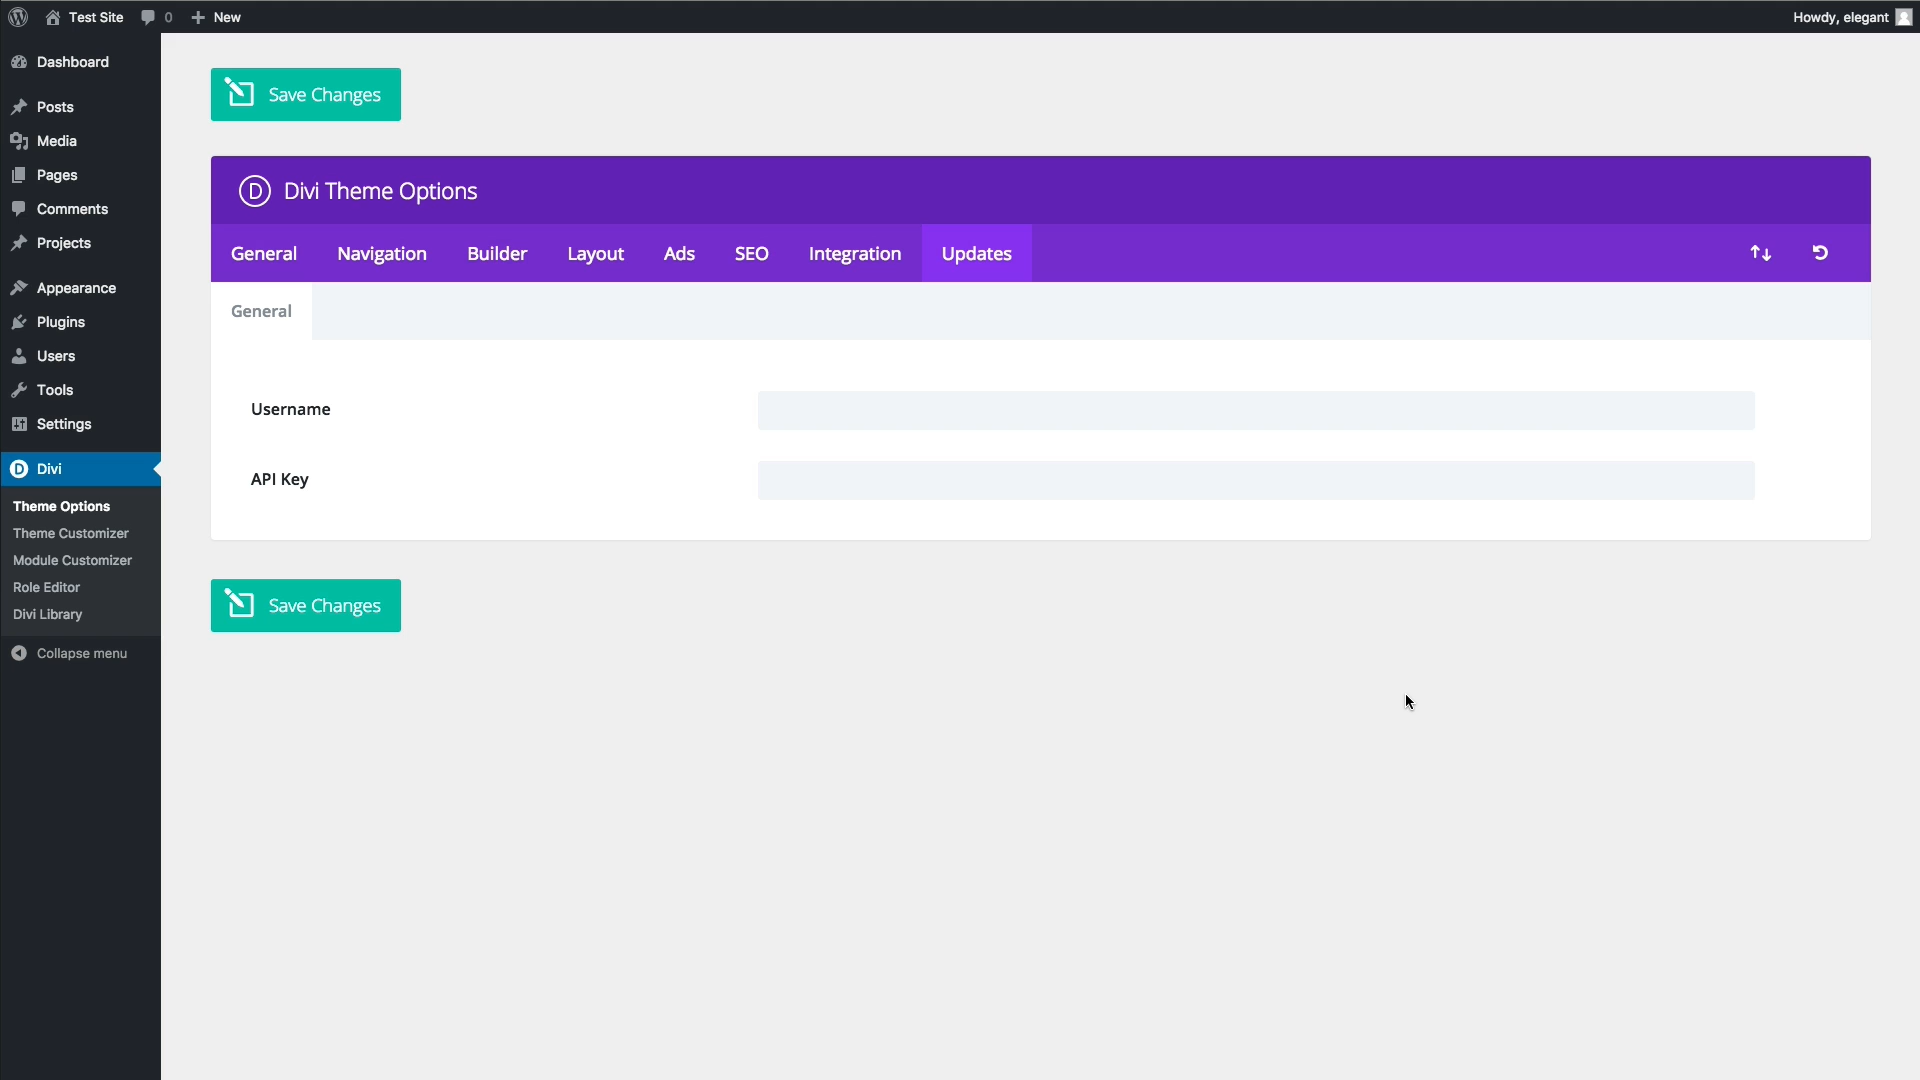 Test Site 0 New Howdy, elegant
Dashboard
Posts
Media
Pages
Comments
Projects
Appearance
Plugins
Users
Tools
Settings
Divi
Theme Options
Theme Customizer
Module Customizer
Role Editor
Divi Library
Collapse menu
Save Changes
D Divi Theme Options
General Navigation Builder Layout Ads SEO Integration Updates
General
Username
API Key
Save Changes